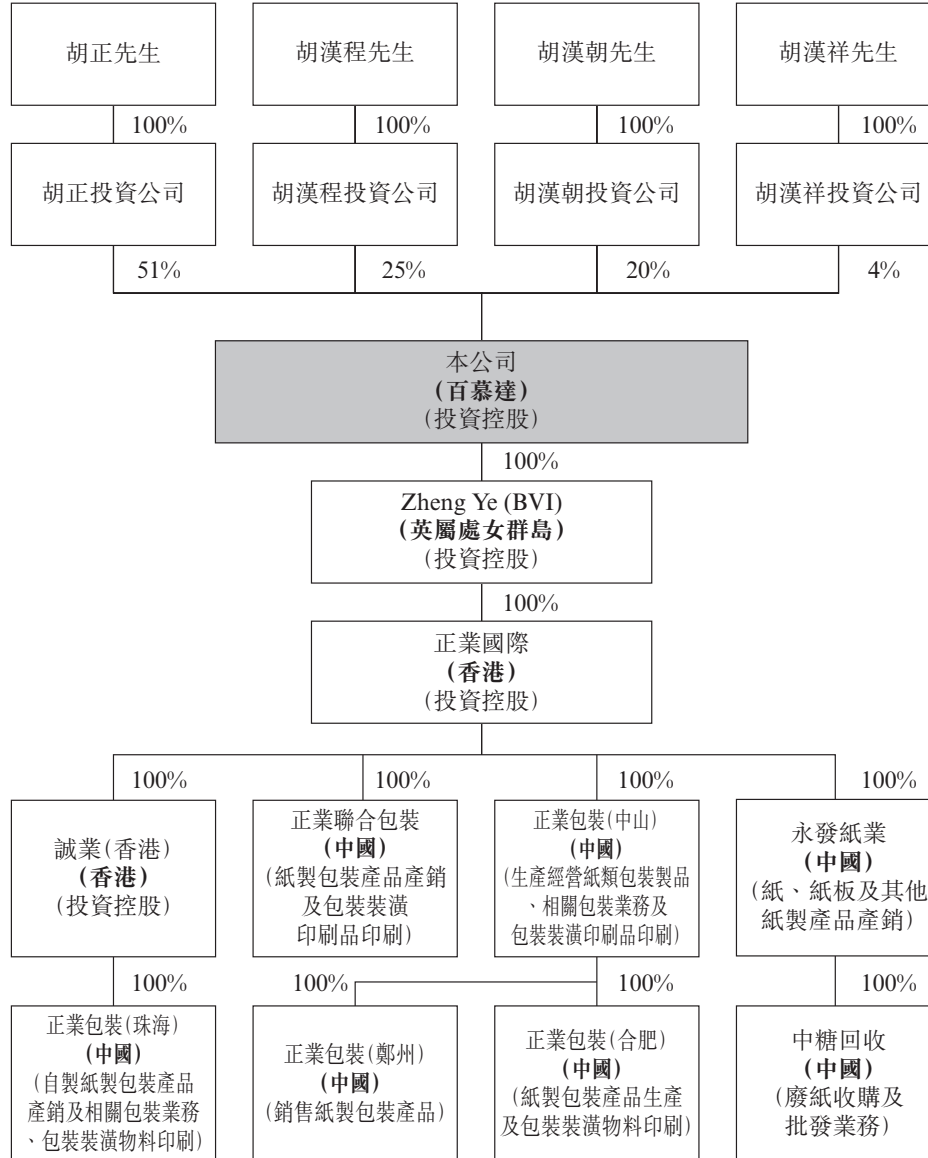 胡正先生
胡漢程先生
胡漢朝先生
胡漢祥先生
100%
100%
100%
100%
胡正投資公司
胡漢程投資公司
胡漢朝投資公司
胡漢祥投資公司
51%
25%
20%
4%
本公司
(百慕達)
(投資控股)
100%
Zheng Ye (BVI)
(英屬處女群島)
(投資控股)
100%
正業國際
(香港)
(投資控股)
100%
100%
100%
100%
誠業(香港)
(香港)
(投資控股)
正業聯合包裝
(中國)
(紙製包裝產品產銷
及包裝裝潢
印刷品印刷)
正業包裝(中山)
(中國)
(生產經營紙類包裝製品
、相關包裝業務及
包裝裝潢印刷品印刷)
永發紙業
(中國)
(紙、紙板及其他
紙製產品產銷)
100%
100%
100%
100%
正業包裝(珠海)
(中國)
(自製紙製包裝產品
產銷及相關包裝業務
、包裝裝潢物料印刷)
正業包裝(鄭州)
(中國)
(銷售紙製包裝產品)
正業包裝(合肥)
(中國)
(紙製包裝產品生產
及包裝裝潢物料印刷)
中糖回收
(中國)
(廢紙收購及
批發業務)